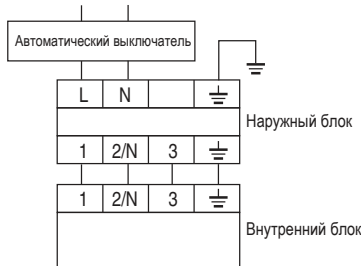 Автоматический выключатель
L N
Наружный блок
1 2/N 3
1 2/N 3
Внутренний блок